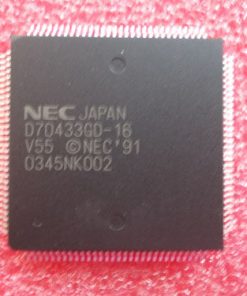 NEC JAPAN
D70433GD-16
V55 ©NEC'91
0345NK002